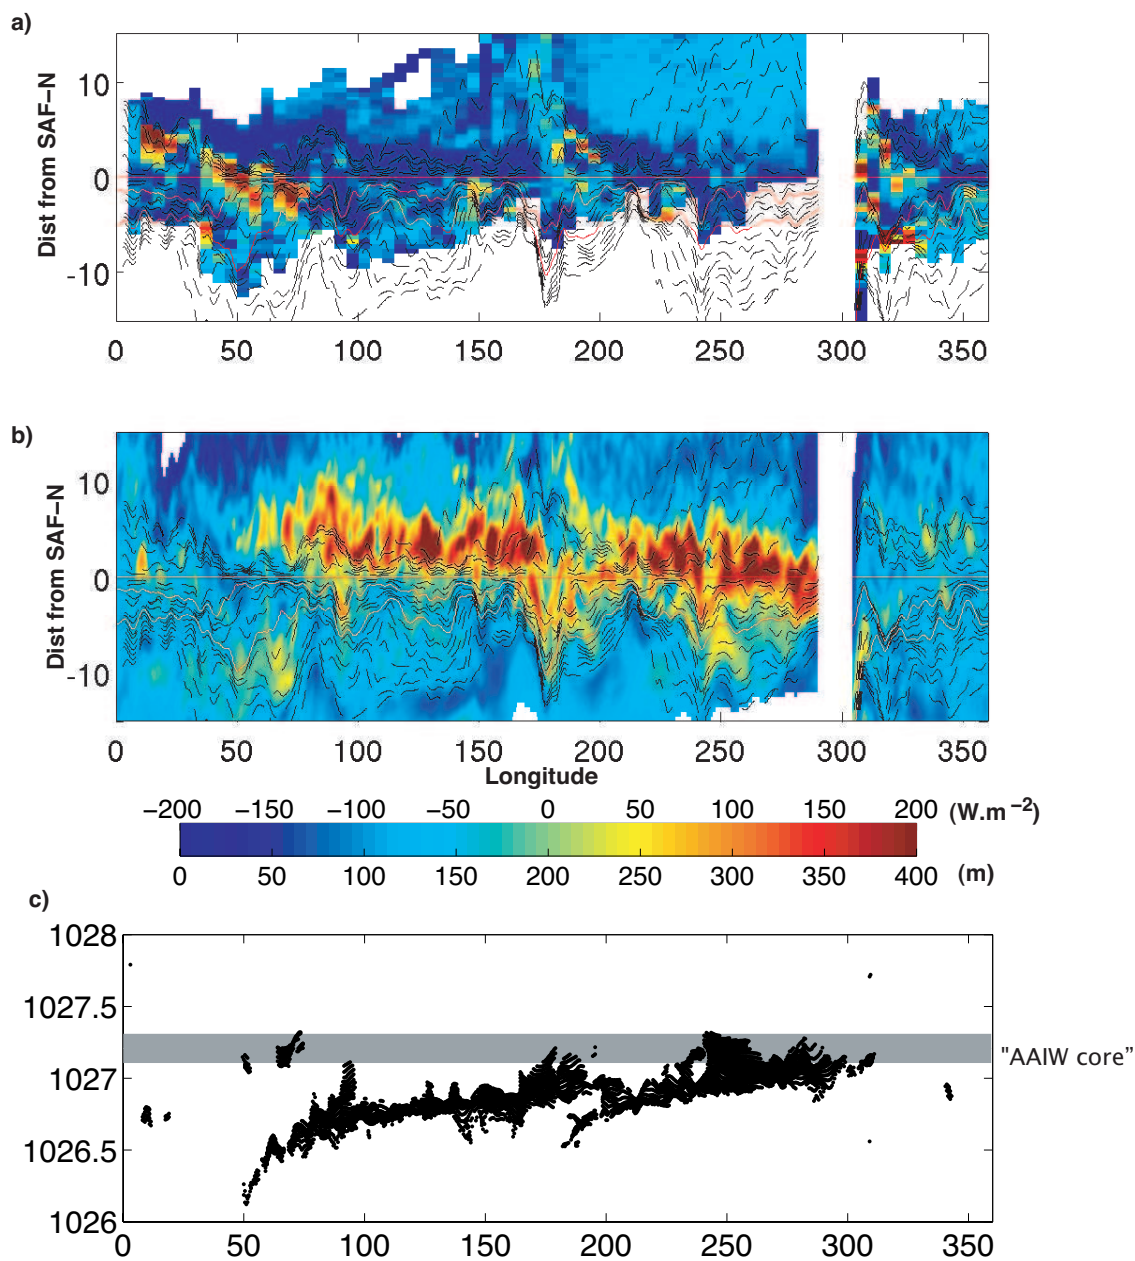 a)
Dist from SAF–N
10
0
-10
0 50 100 150 200 250 300 350
b)
Dist from SAF–N
10
0
-10
0 50 100 150 200 250 300 350
Longitude
−200 −150 −100 −50 0 50 100 150 200 (W.m⁻²)
0 50 100 150 200 250 300 350 400 (m)
c)
1028
1027.5
1027
1026.5
1026
"AAIW core”
0 50 100 150 200 250 300 350